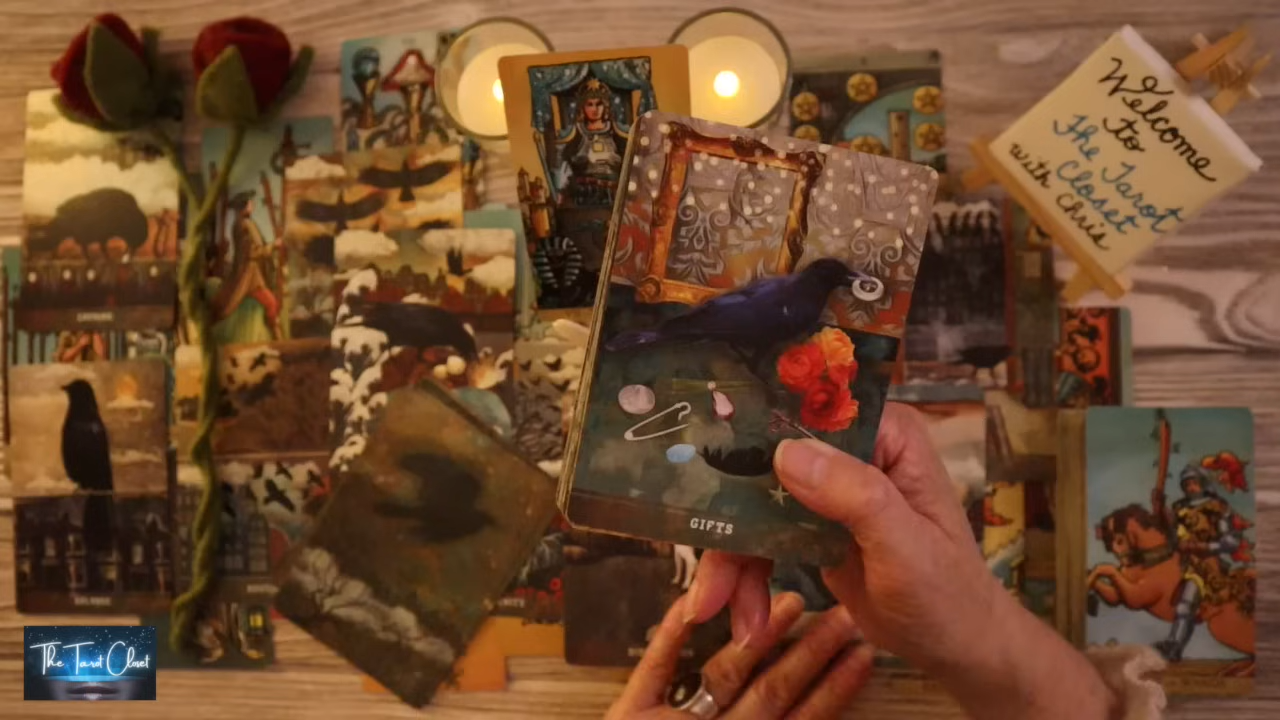 Welcome
to
The Tarot
Closet
with Chris
GIFTS
The Tarot Closet